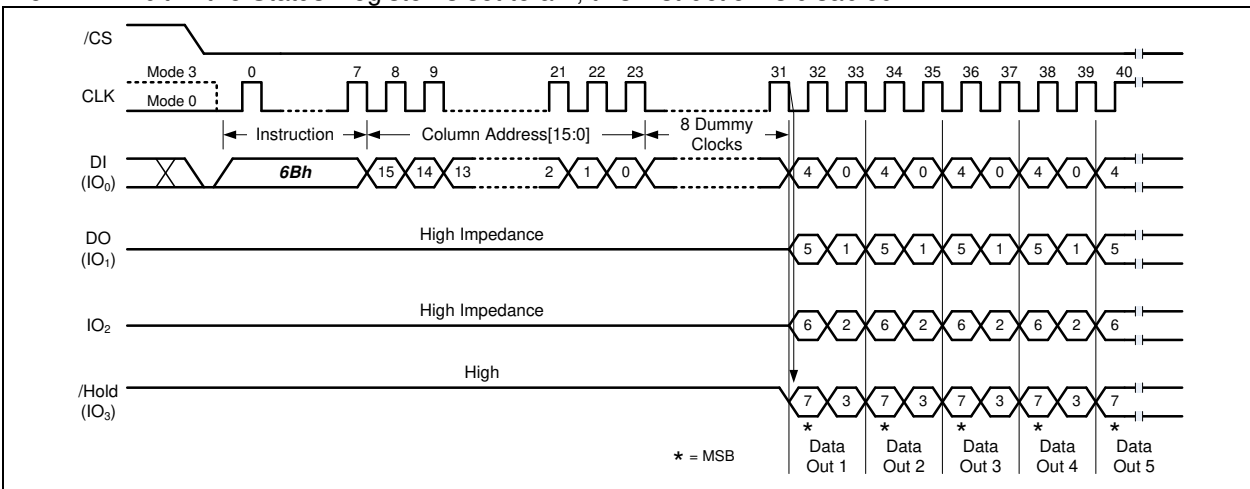 /CS
Mode 3 0 7 8 9 21 22 23 31 32 33 34 35 36 37 38 39 40
CLK Mode 0
Instruction Column Address[15:0] 8 Dummy
Clocks
DI
(IO0) 6Bh 15 14 13 2 1 0 4 0 4 0 4 0 4 0 4
DO High Impedance
(IO1) 5 1 5 1 5 1 5 1 5
IO2 High Impedance 6 2 6 2 6 2 6 2 6
/Hold High
(IO3) 7 3 7 3 7 3 7 3 7
* * * * *
* = MSB
Data Data Data Data Data
Out 1 Out 2 Out 3 Out 4 Out 5